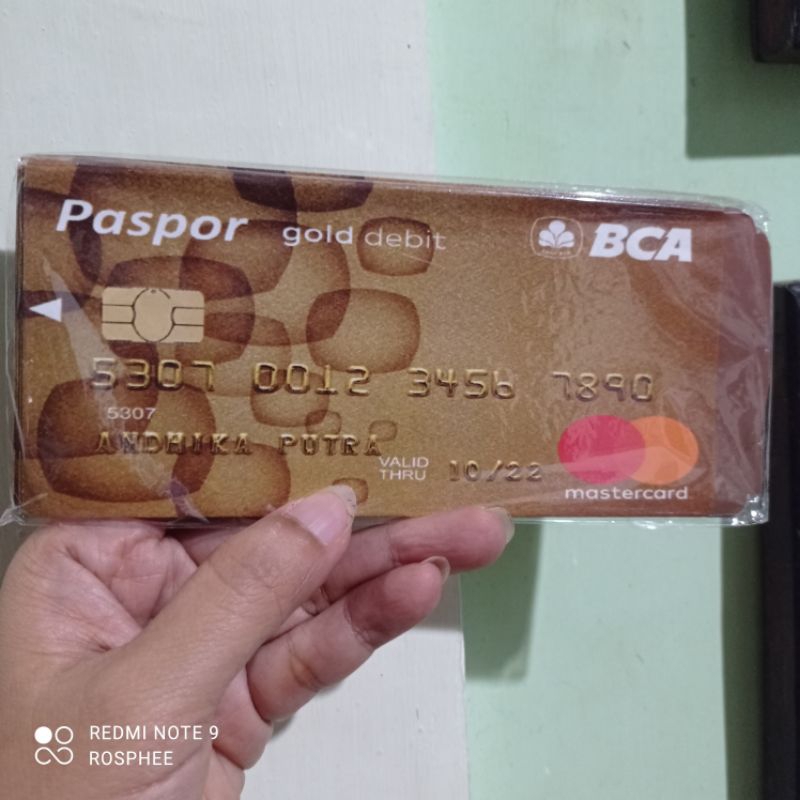 Paspor gold debit BCA
5307 0012 3456 7890
5307
ANDHIKA PUTRA
VALID
THRU 10/22
mastercard
REDMI NOTE 9
ROSPHEE